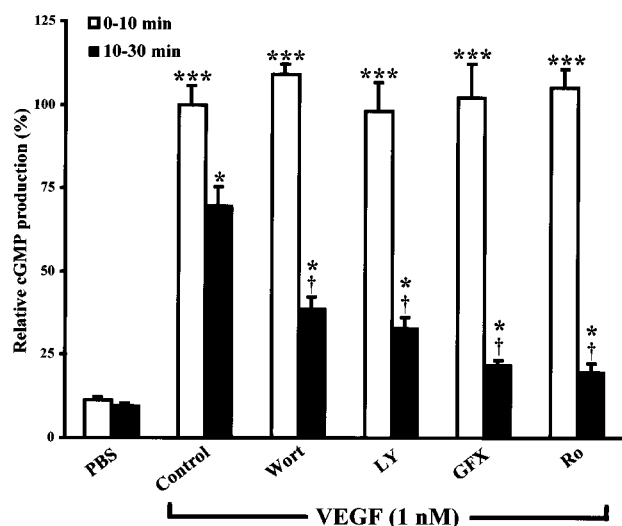 0-10 min
10-30 min
Relative cGMP production (%)
125
100
75
50
25
0
***
***
***
***
***
*
*
†
*
†
*
†
*
†
PBS
Control
Wort
LY
GFX
Ro
VEGF (1 nM)